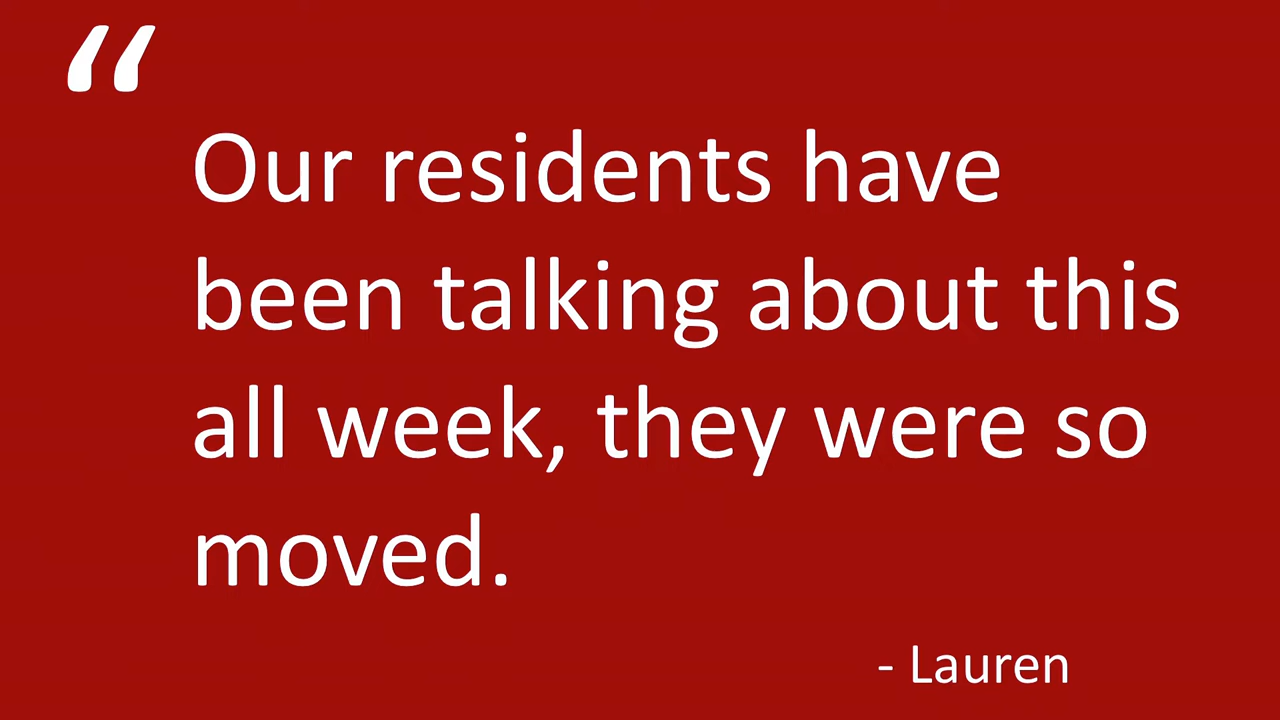 “
Our residents have
been talking about this
all week, they were so
moved.
- Lauren